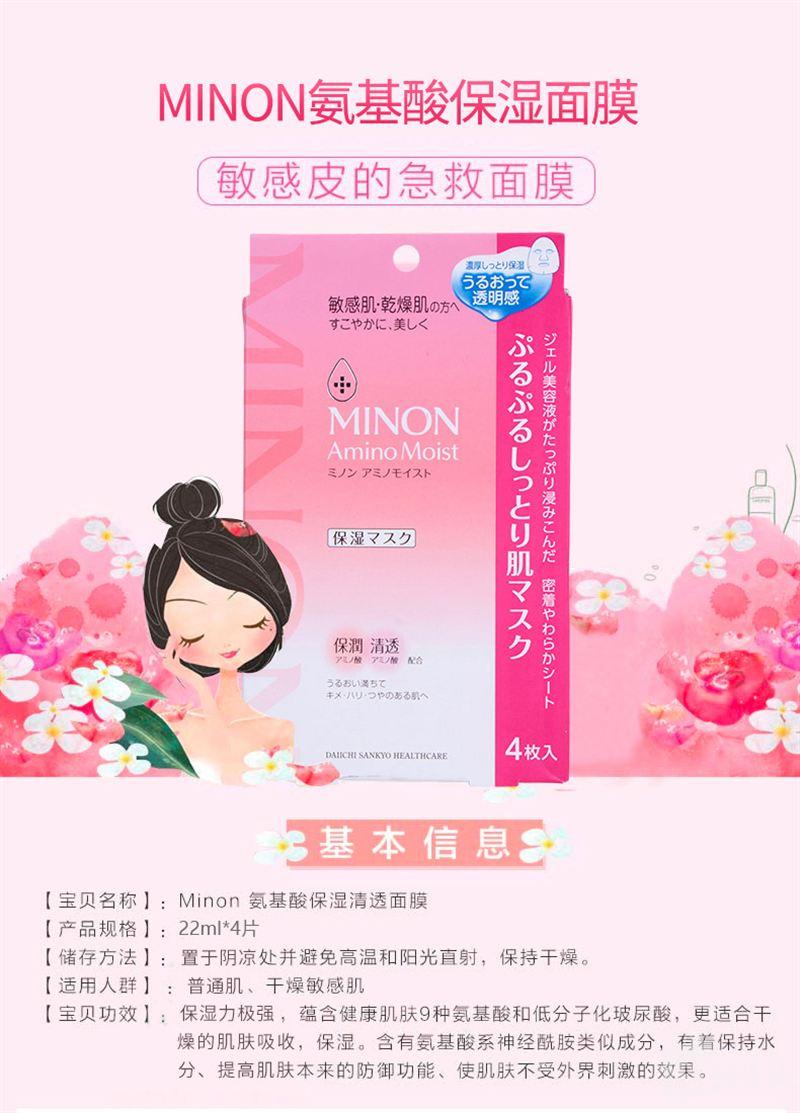 MINON氨基酸保湿面膜
敏感皮的急救面膜
MINON
濃厚しっとり保湿
うるおって
透明感
敏感肌・乾燥肌の方へ
すこやかに、美しく
MINON
Amino Moist
ミノン アミノモイスト
保湿マスク
保潤 清透
アミノ酸 アミノ酸 配合
うるおい満ちて
キメ・ハリ・つやのある肌へ
DAIICHI SANKYO HEALTHCARE
ジェル美容液がたっぷり浸みこんだ 密着やわらかシート
ぷるぷるしっとり肌マスク
4枚入
基本信息
【宝贝名称】：Minon 氨基酸保湿清透面膜
【产品规格】：22ml*4片
【储存方法】：置于阴凉处并避免高温和阳光直射，保持干燥。
【适用人群】：普通肌、干燥敏感肌
【宝贝功效】：保湿力极强，蕴含健康肌肤9种氨基酸和低分子化玻尿酸，更适合干
燥的肌肤吸收，保湿。含有氨基酸系神经酰胺类似成分，有着保持水
分、提高肌肤本来的防御功能、使肌肤不受外界刺激的效果。